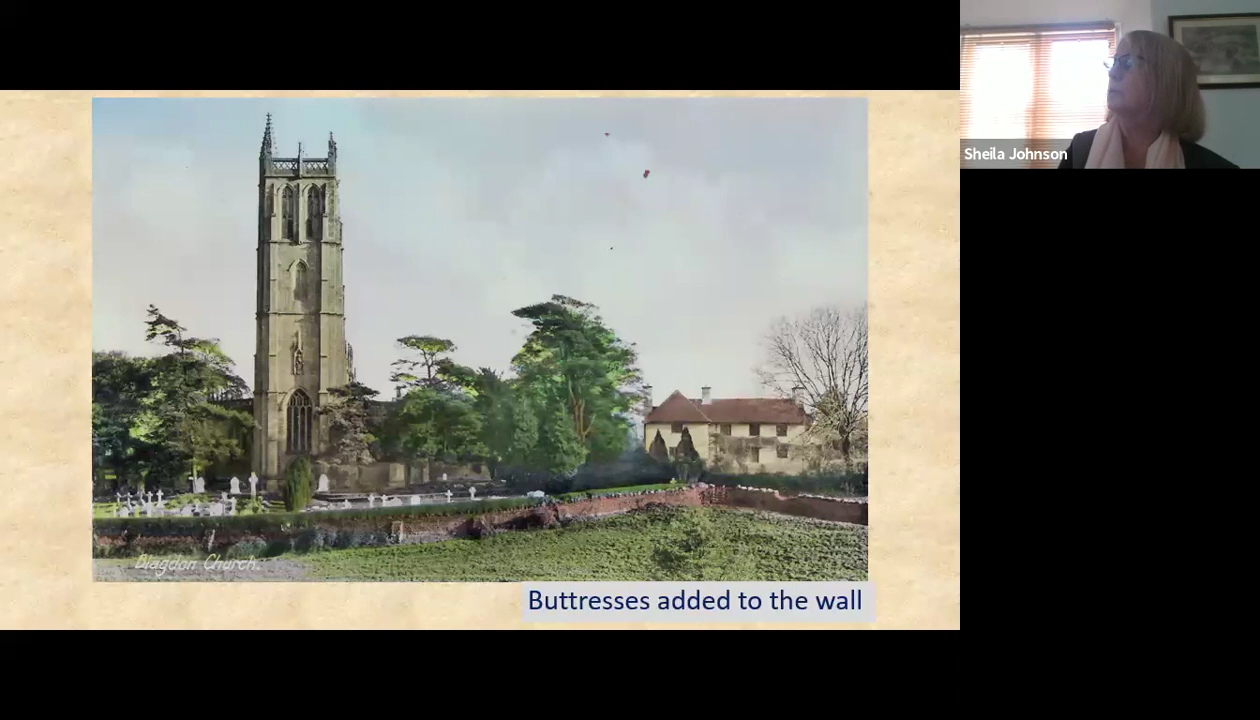 Sheila Johnson
Blagdon Church.
Buttresses added to the wall